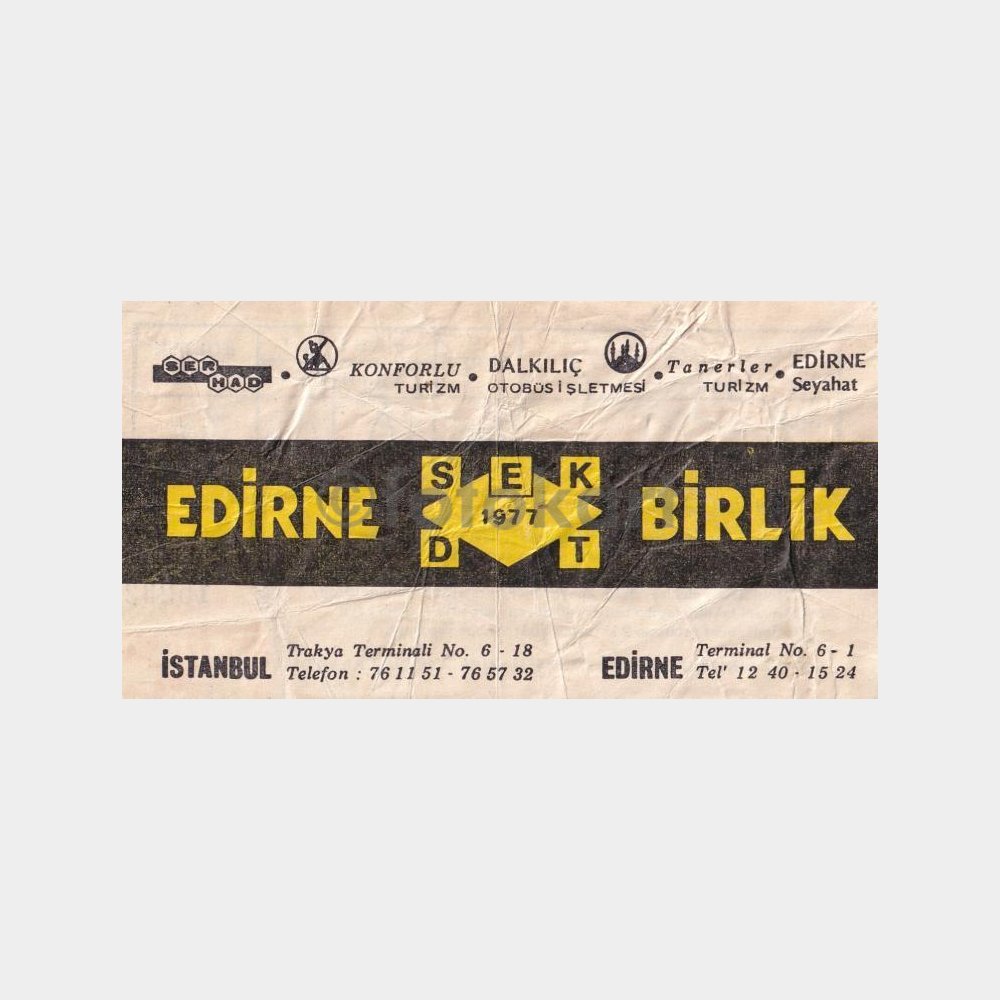 SER HAD • KONFORLU TURİZM • DALKILIÇ OTOBÜS İŞLETMESİ • Tanerler TURİZM • EDİRNE Seyahat
EDİRNE
S E K
1977
D T
BİRLİK
İSTANBUL
Trakya Terminali No. 6 - 18
Telefon : 76 11 51 - 76 57 32
EDİRNE
Terminal No. 6 - 1
Tel' 12 40 - 15 24